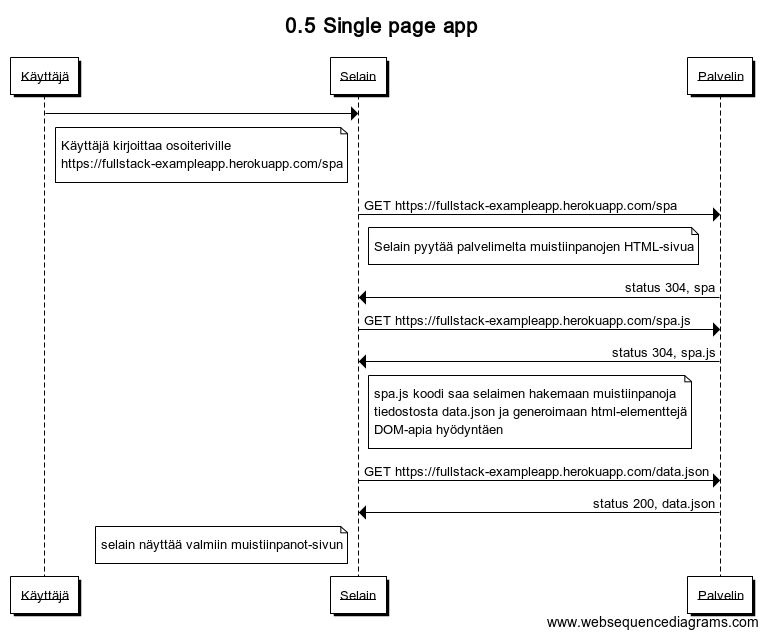 0.5 Single page app
Käyttäjä
Selain
Palvelin
Käyttäjä kirjoittaa osoiteriville
https://fullstack-exampleapp.herokuapp.com/spa
GET https://fullstack-exampleapp.herokuapp.com/spa
Selain pyytää palvelimelta muistiinpanojen HTML-sivua
status 304, spa
GET https://fullstack-exampleapp.herokuapp.com/spa.js
status 304, spa.js
spa.js koodi saa selaimen hakemaan muistiinpanoja
tiedostosta data.json ja generoimaan html-elementtejä
DOM-apia hyödyntäen
GET https://fullstack-exampleapp.herokuapp.com/data.json
status 200, data.json
selain näyttää valmiin muistiinpanot-sivun
Käyttäjä
Selain
Palvelin
www.websequencediagrams.com